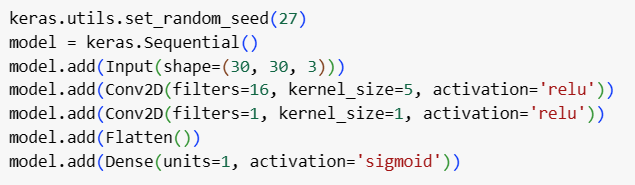 keras.utils.set_random_seed(27)
model = keras.Sequential()
model.add(Input(shape=(30, 30, 3)))
model.add(Conv2D(filters=16, kernel_size=5, activation='relu'))
model.add(Conv2D(filters=1, kernel_size=1, activation='relu'))
model.add(Flatten())
model.add(Dense(units=1, activation='sigmoid'))